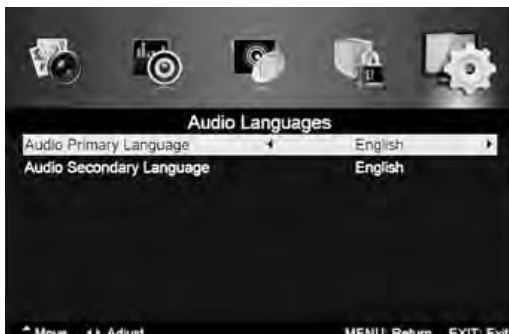 Audio Languages
Audio Primary Language English
Audio Secondary Language English
Move Adjust MENU: Return EXIT: Exit